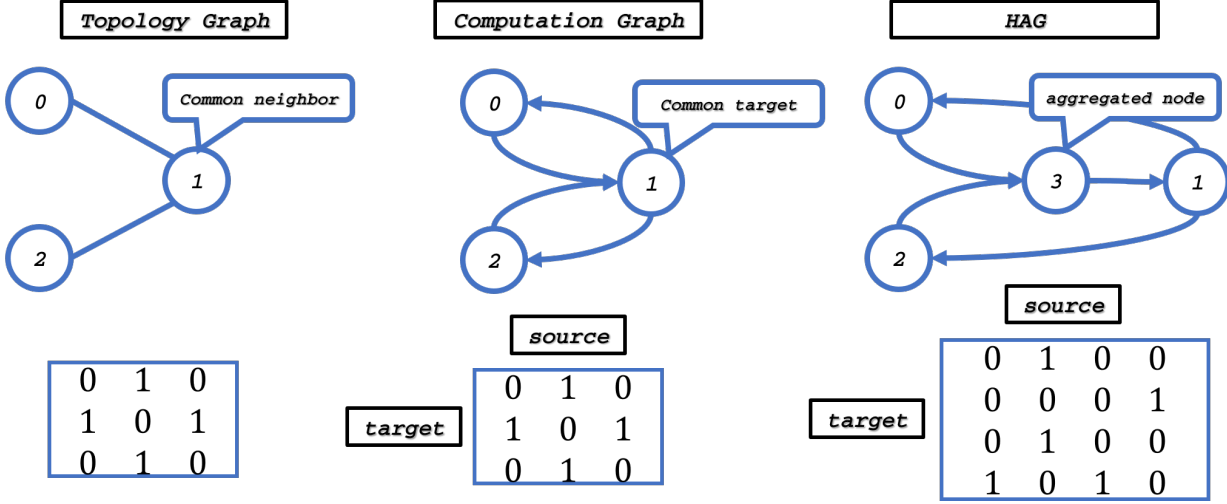 Topology Graph
Computation Graph
HAG
0
Common neighbor
1
2
0
Common target
1
2
0
aggregated node
3
1
2
source
source
0 1 0
1 0 1
0 1 0
target
0 1 0
1 0 1
0 1 0
target
0 1 0 0
0 0 0 1
0 1 0 0
1 0 1 0